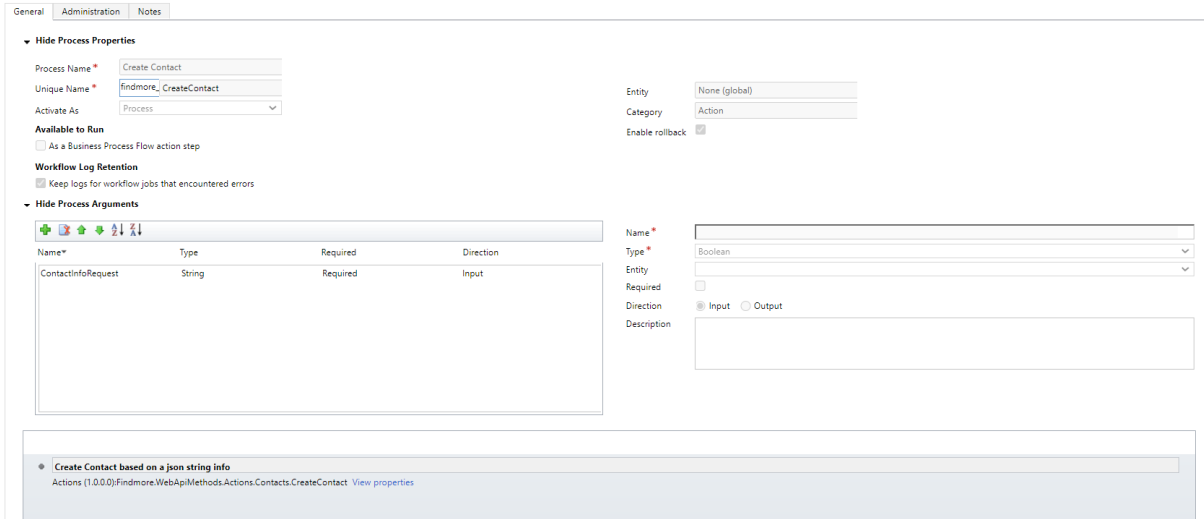 General Administration Notes
Hide Process Properties
Process Name * Create Contact
Unique Name * findmore_ CreateContact
Activate As Process
Available to Run
As a Business Process Flow action step
Workflow Log Retention
Keep logs for workflow jobs that encountered errors
Entity None (global)
Category Action
Enable rollback
Hide Process Arguments
A Z Z A
Name Type Required Direction
ContactInfoRequest String Required Input
Name *
Type * Boolean
Entity
Required
Direction Input Output
Description
Create Contact based on a json string info
Actions (1.0.0.0):Findmore.WebApiMethods.Actions.Contacts.CreateContact View properties